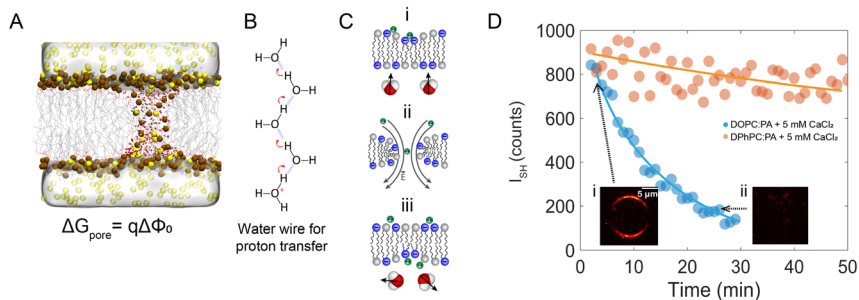 A
ΔG_pore = qΔΦ₀
B
H
H O H
H O H
H O H
H O H
H O H
+
Water wire for
proton transfer
C
i
ii
E
iii
D
I_SH (counts)
1000
800
600
400
200
0
DOPC:PA + 5 mM CaCl₂
DPhPC:PA + 5 mM CaCl₂
i
5 μm
ii
0 10 20 30 40 50
Time (min)